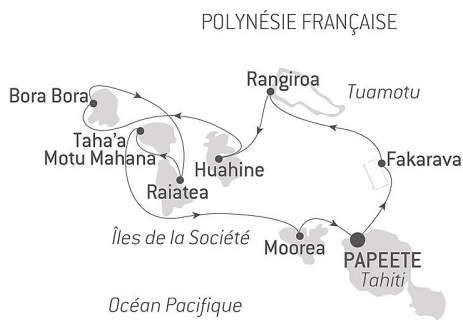 POLYNÉSIE FRANÇAISE
Rangiroa
Tuamotu
Bora Bora
Taha'a
Motu Mahana
Huahine
Fakarava
Raiatea
Îles de la Société
Moorea
PAPEETE
Tahiti
Océan Pacifique